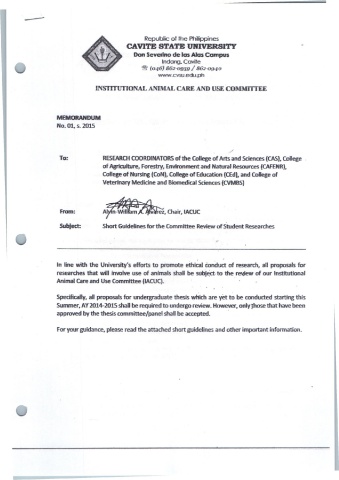 Republic of the Philippines
CAVITE STATE UNIVERSITY
Don Severino de las Alas Campus
Indang, Cavite
☎ (046) 862-0959 / 862-0940
www.cvsu.edu.ph
INSTITUTIONAL ANIMAL CARE AND USE COMMITTEE
MEMORANDUM
No. 01, s. 2015
To: RESEARCH COORDINATORS of the College of Arts and Sciences (CAS), College
of Agriculture, Forestry, Environment and Natural Resources (CAFENR),
College of Nursing (CoN), College of Education (CEd), and College of
Veterinary Medicine and Biomedical Sciences (CVMBS)
From: Alvin William A. Chair, IACUC
Subject: Short Guidelines for the Committee Review of Student Researches
In line with the University's efforts to promote ethical conduct of research, all proposals for
researches that will involve use of animals shall be subject to the review of our Institutional
Animal Care and Use Committee (IACUC).
Specifically, all proposals for undergraduate thesis which are yet to be conducted starting this
Summer, AY 2014-2015 shall be required to undergo review. However, only those that have been
approved by the thesis committee/panel shall be accepted.
For your guidance, please read the attached short guidelines and other important information.